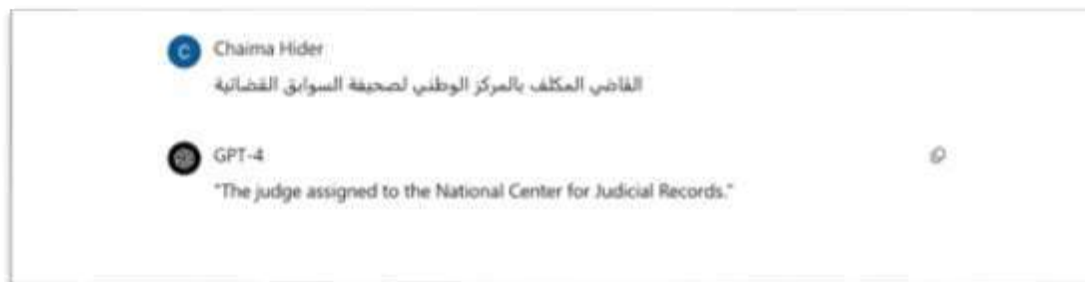 C
Chaima Hider
القاضي المكلف بالمركز الوطني لصحيفة السوابق القضائية
GPT-4
"The judge assigned to the National Center for Judicial Records."